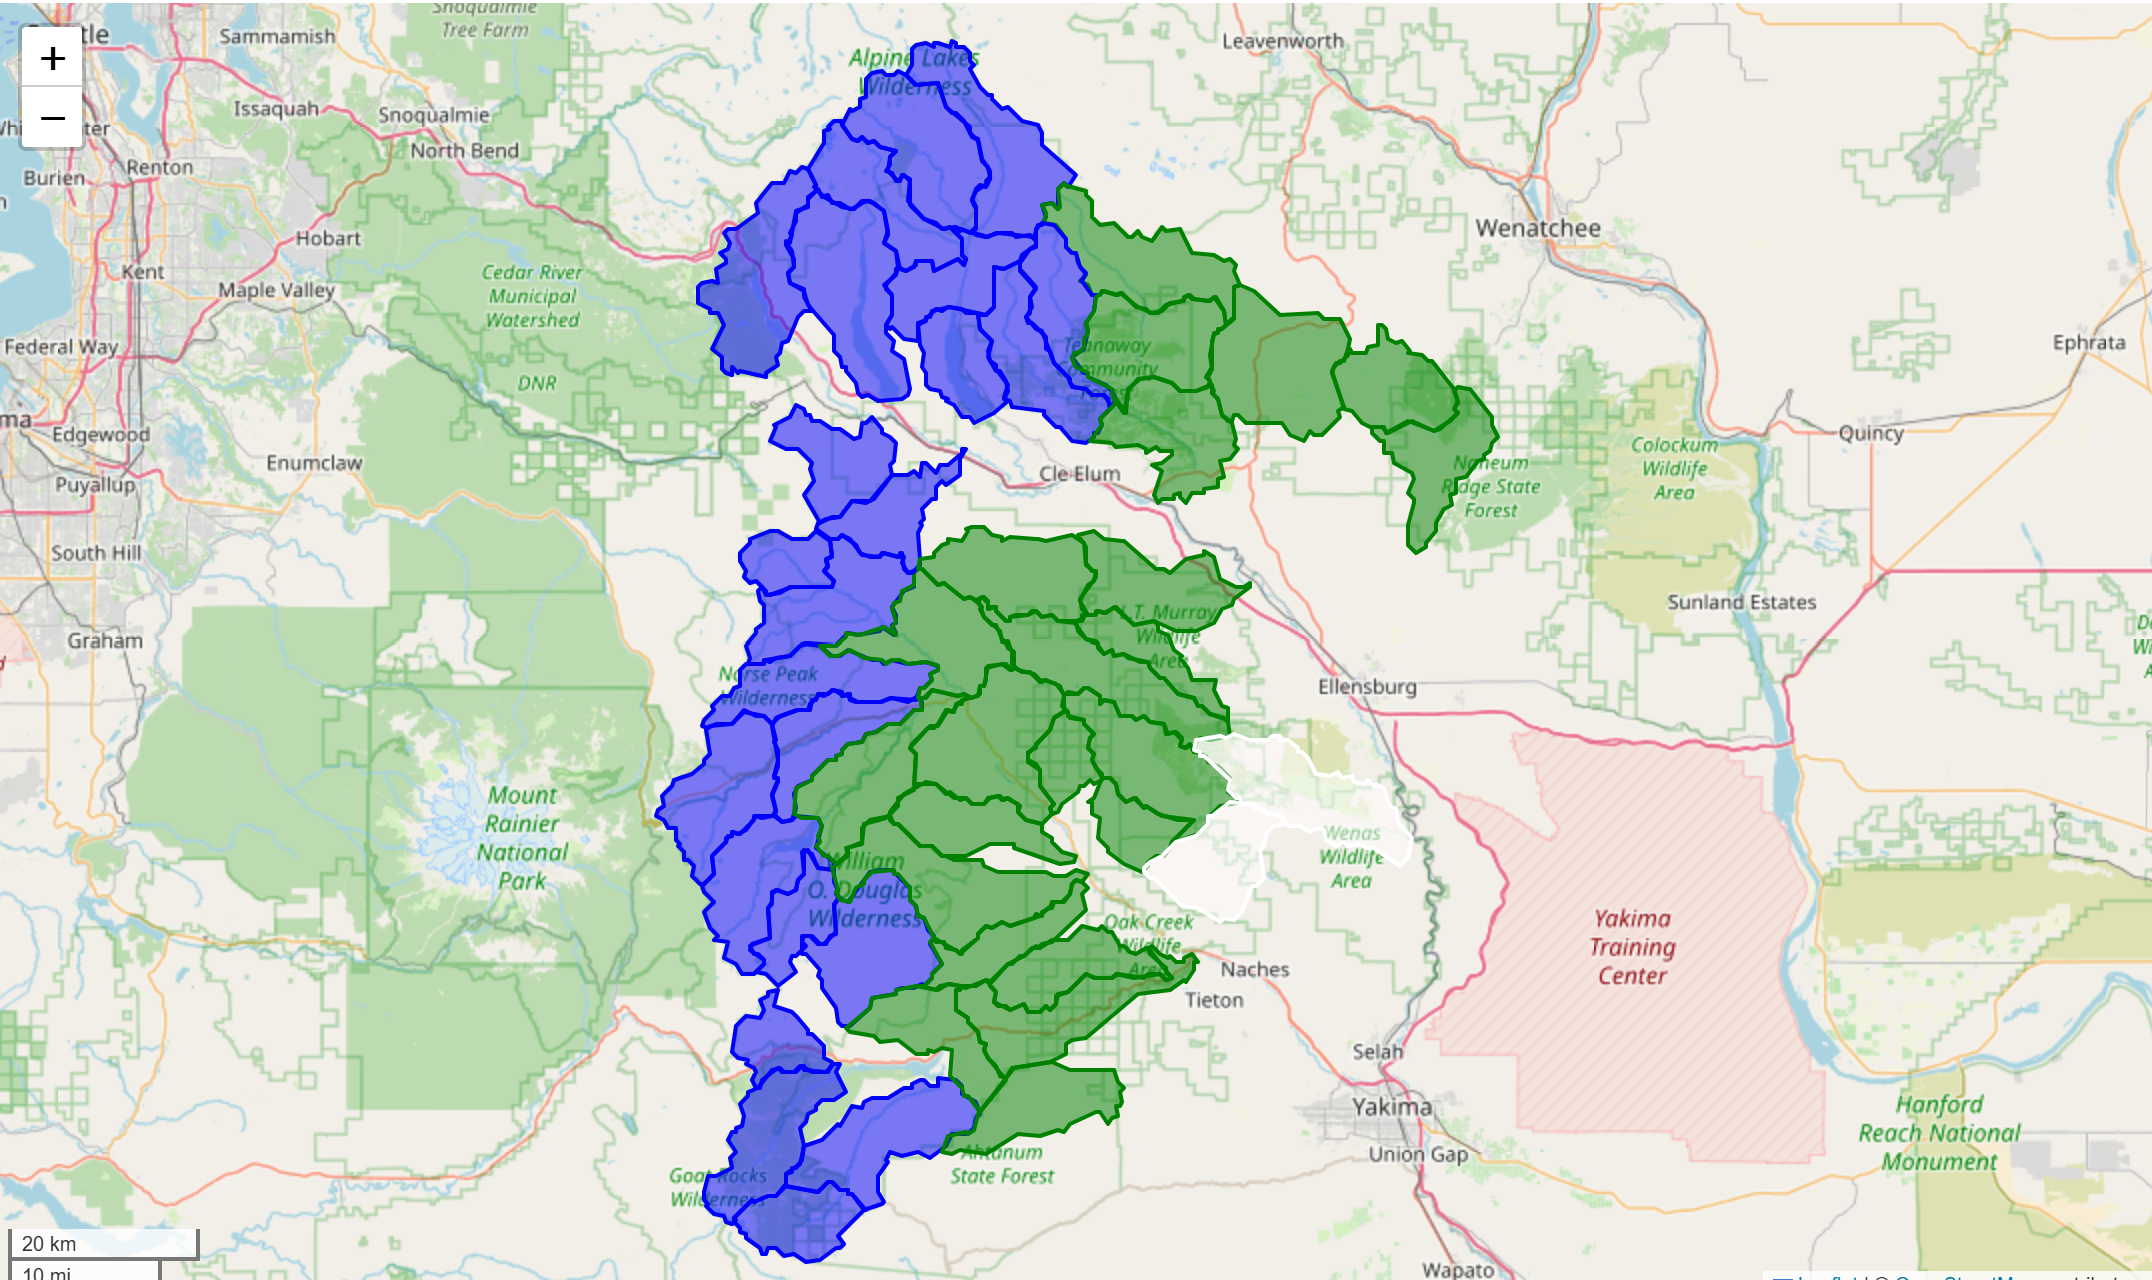 Snoqualmie
Tree Farm
Sammamish
Leavenworth
+
−
Alpine Lakes
Wilderness
Issaquah
Snoqualmie
North Bend
Renton
Burien
Wenatchee
Hobart
Kent
Maple Valley
Cedar River
Municipal
Watershed
Federal Way
Ephrata
Teanaway
Community
Forest
DNR
Edgewood
Quincy
Enumclaw
Puyallup
Cle Elum
Colockum
Wildlife
Area
Naneum
Ridge State
Forest
South Hill
Sunland Estates
L.T. Murray
Wildlife
Area
Graham
Norse Peak
Wilderness
Ellensburg
Mount
Rainier
National
Park
Wenas
Wildlife
Area
William
O. Douglas
Wilderness
Oak Creek
Wildlife
Area
Yakima
Training
Center
Naches
Tieton
Selah
Yakima
Union Gap
Hanford
Reach National
Monument
Ahtanum
State Forest
Goat Rocks
Wilderness
20 km
10 mi
Wapato